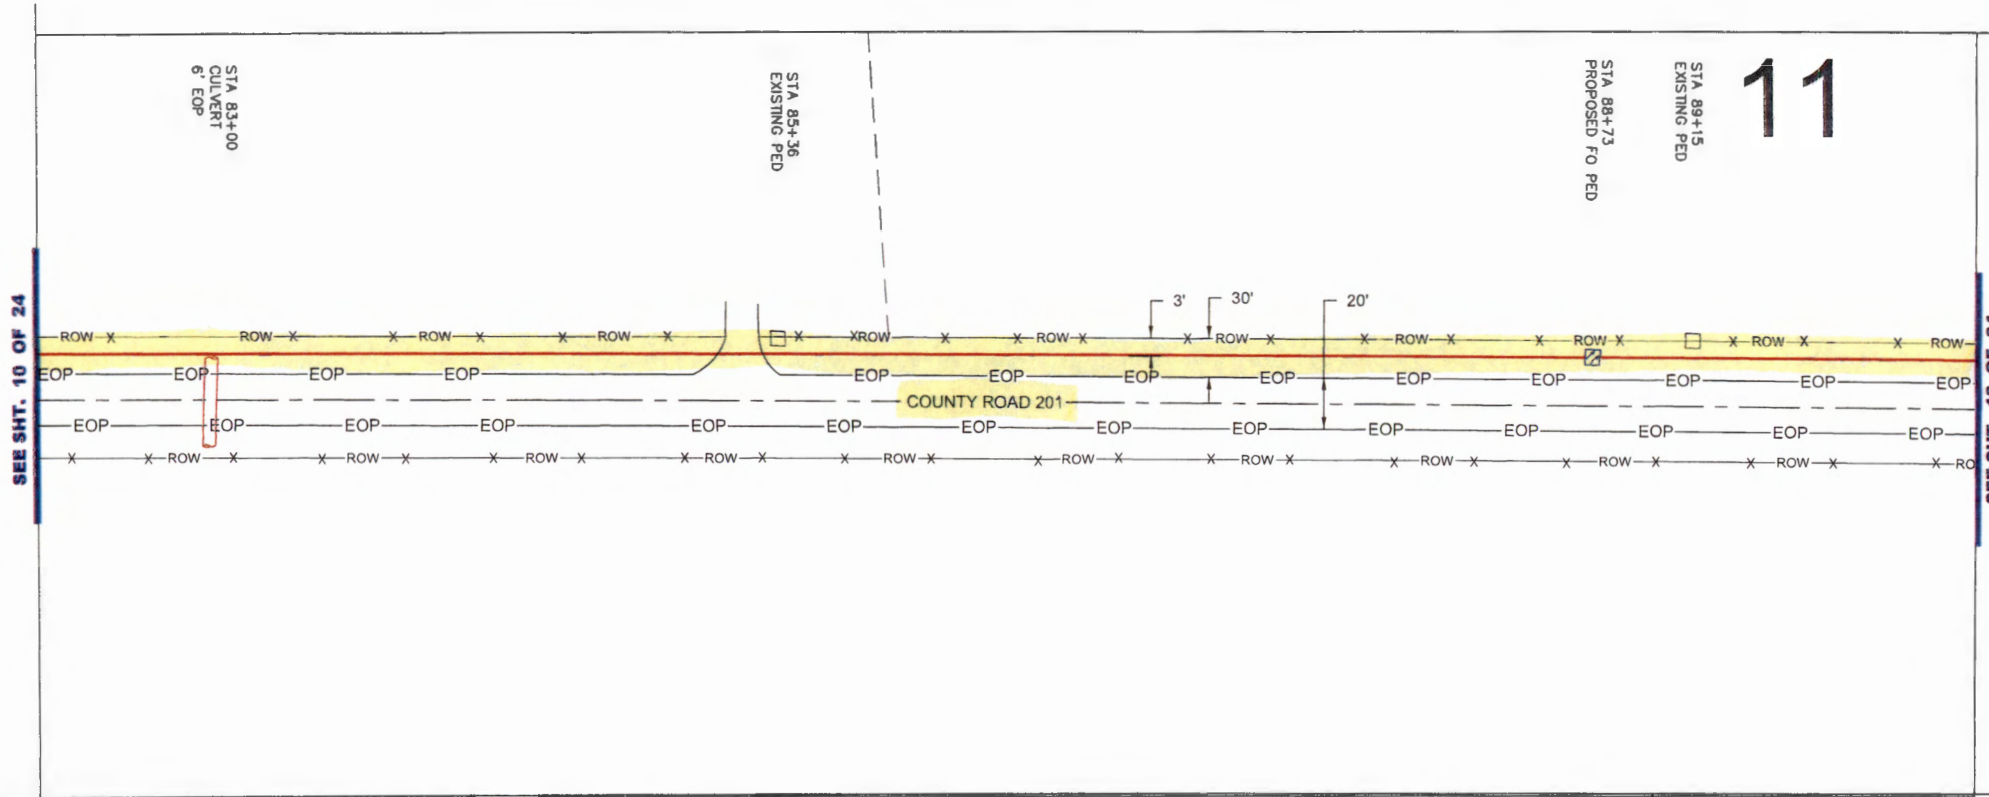 11
STA 83+00
CULVERT
6' EOP
STA 85+36
EXISTING PED
STA 88+73
PROPOSED FO PED
STA 89+15
EXISTING PED
SEE SHT. 10 OF 24
3' 30' 20'
ROW X ROW X X ROW X X ROW X X X ROW X X ROW X X ROW X X ROW X X ROW X X ROW X X ROW
EOP EOP EOP EOP EOP EOP EOP EOP EOP EOP EOP EOP EOP
COUNTY ROAD 201
EOP EOP EOP EOP EOP EOP EOP EOP EOP EOP EOP EOP EOP EOP
X X ROW X X ROW X X ROW X X ROW X X ROW X X ROW X X ROW X X ROW X X ROW X X ROW X X RO